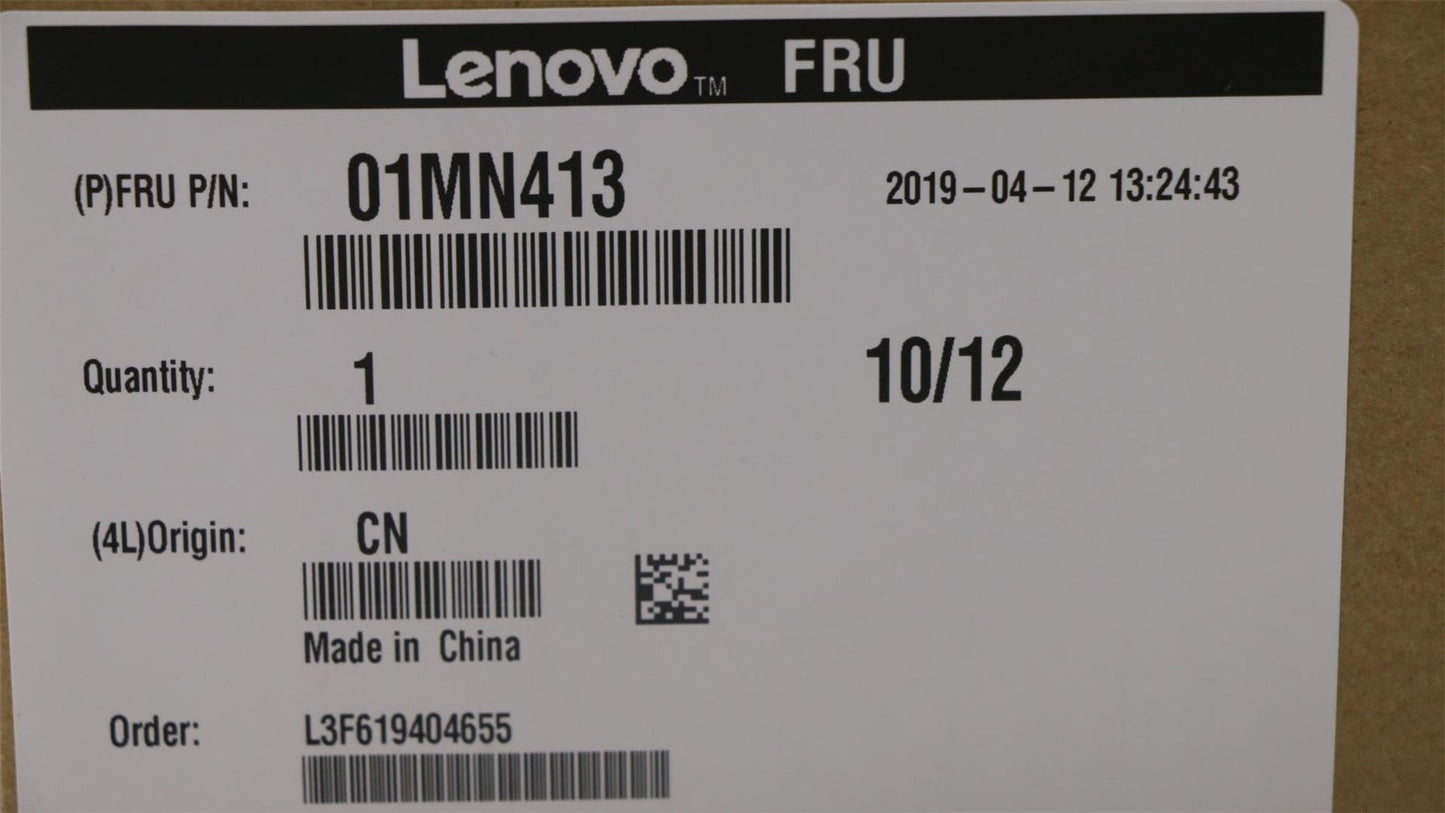 Lenovo™ FRU
(P)FRU P/N: 01MN413 2019-04-12 13:24:43
Quantity: 1 10/12
(4L)Origin: CN
Made in China
Order: L3F619404655